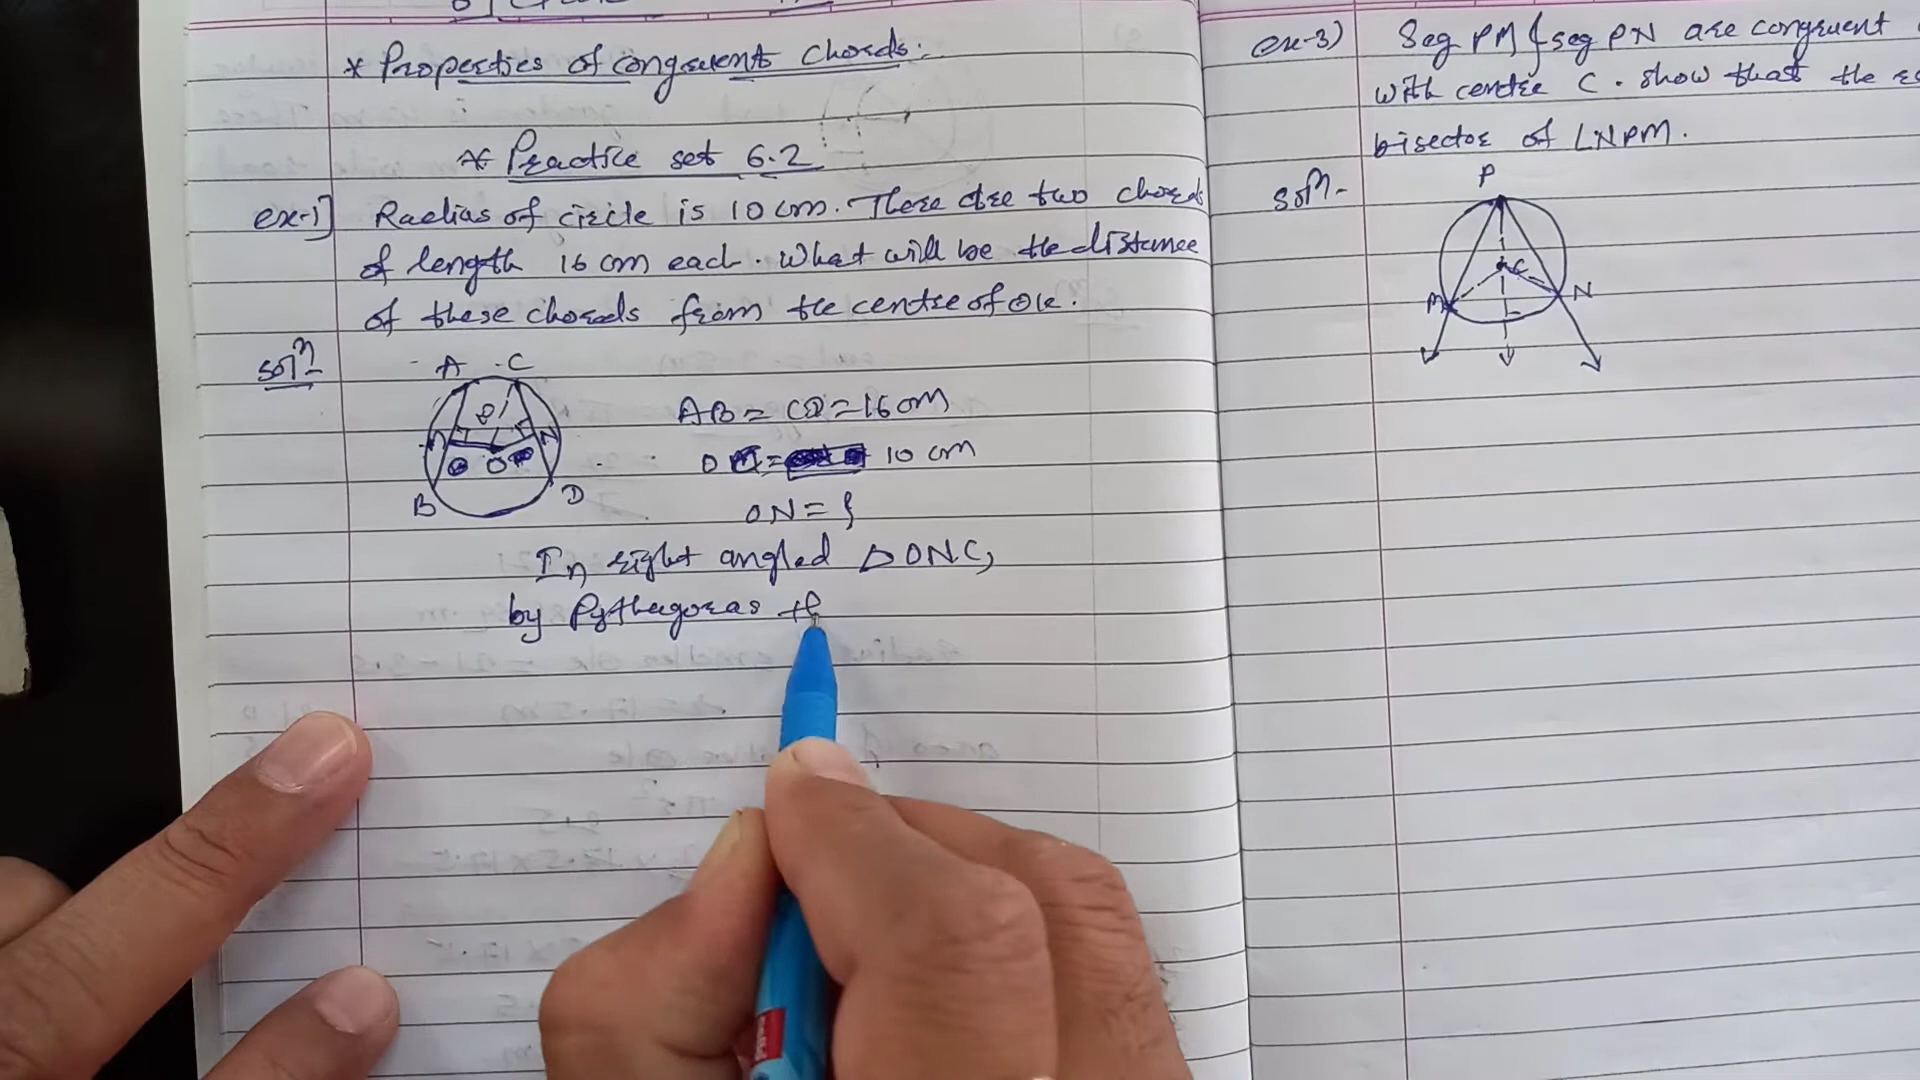 * Properties of congruent chords.
* Practice set 6.2
ex-1] Radius of circle is 10 cm. There are two chords
of length 16 cm each. What will be the distance
of these chords from the centre of ole.
solⁿ
A C
AB = CD = 16 cm
N
O
10 cm
B D
ON = {
In right angled △ONC,
by Pythagoras th
ex-3) Seg PM & seg PN are congruent
with centre C. show that the
bisector of ∠NPM.
solⁿ-
P
C
M N